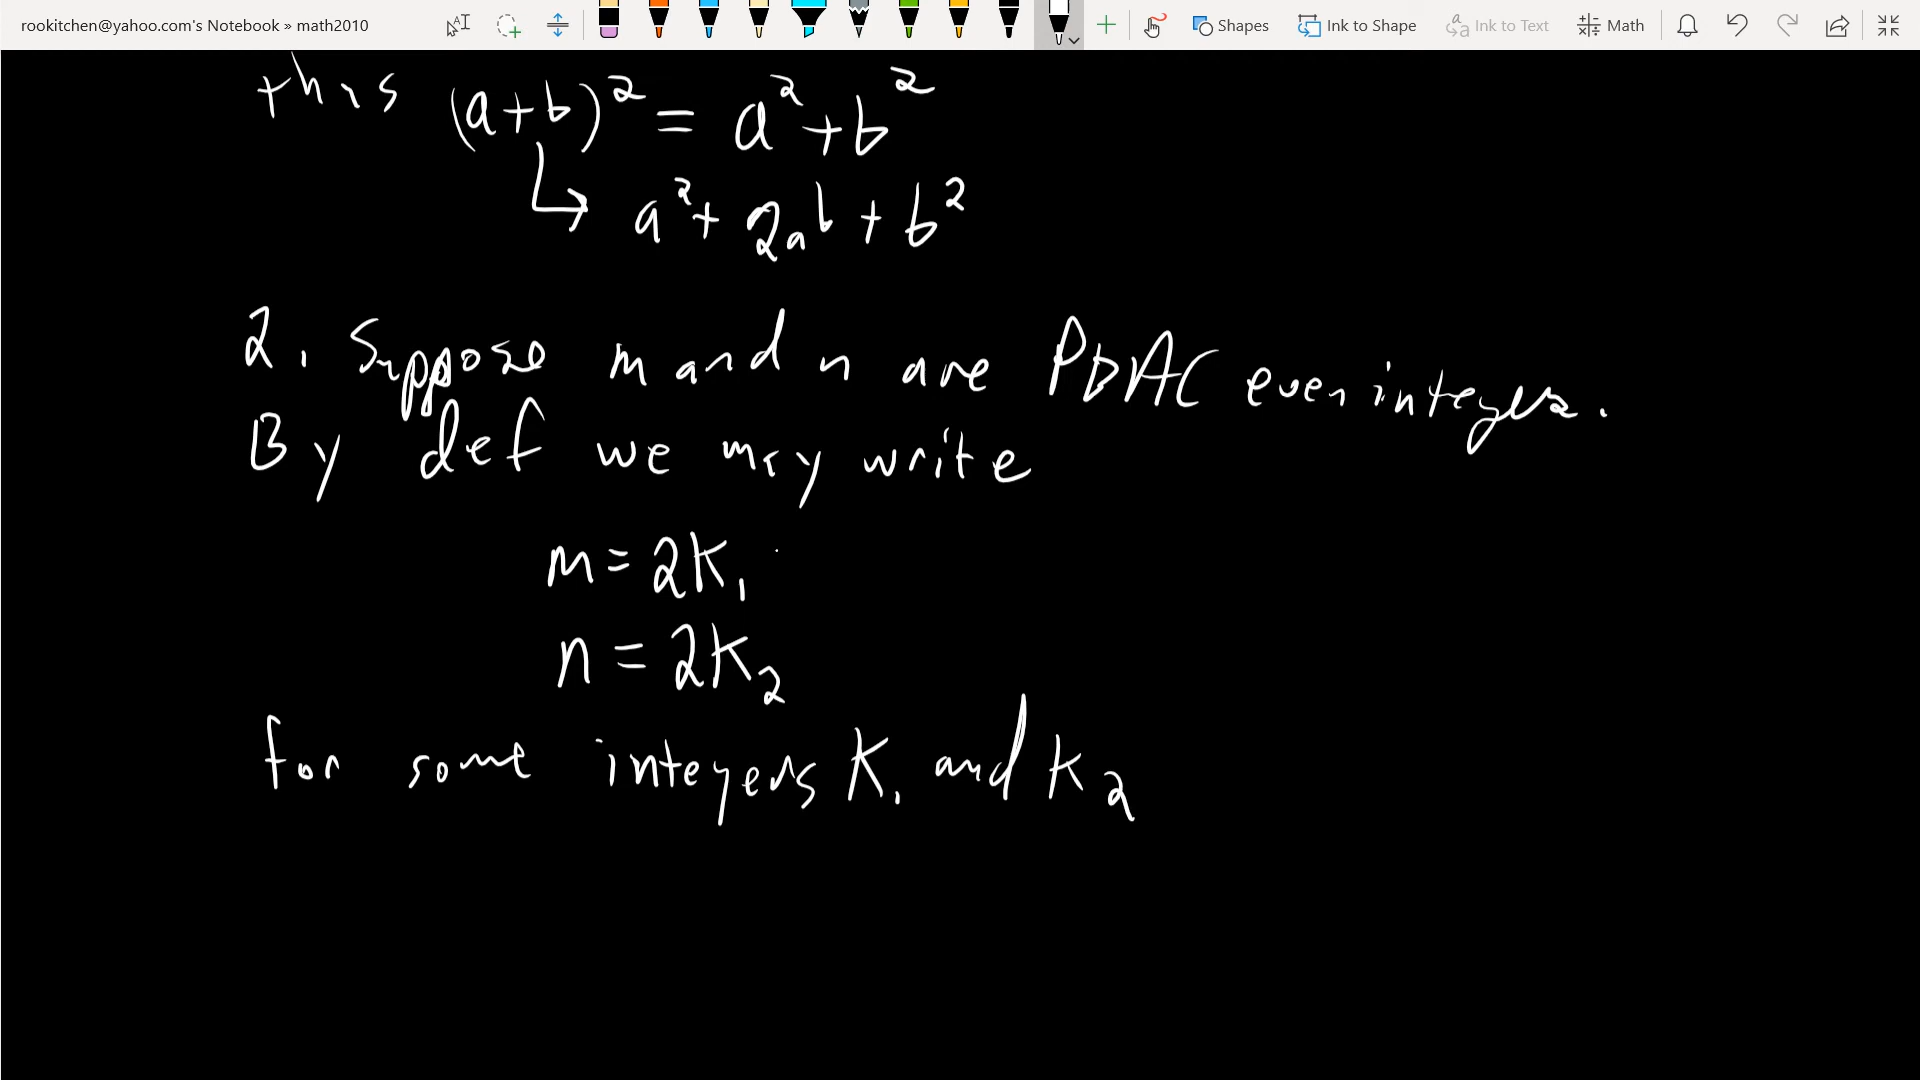 rookitchen@yahoo.com's Notebook » math2010
Shapes Ink to Shape Ink to Text Math
this (a+b)² = a²+b²
↳ a²+ 2ab + b²
2. Suppose m and n are PBAC even integers.
By def we may write
m = 2K₁
n = 2K₂
for some integers K₁ and K₂